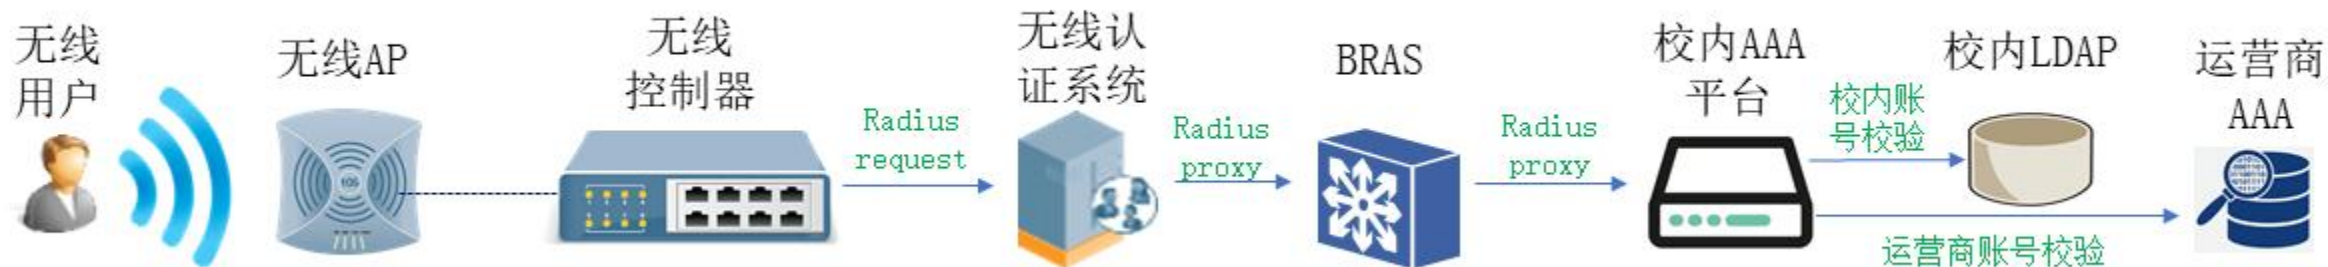 无线
用户
无线AP
无线
控制器
Radius
request
无线认
证系统
Radius
proxy
BRAS
Radius
proxy
校内AAA
平台
校内账
号校验
校内LDAP
运营商账号校验
运营商
AAA